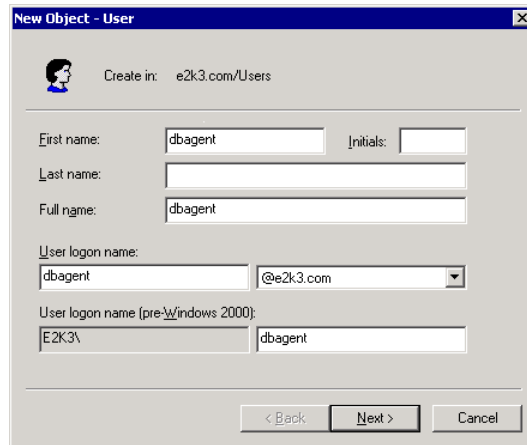 New Object - User
Create in: e2k3.com/Users
First name: dbagent Initials:
Last name:
Full name: dbagent
User logon name:
dbagent @e2k3.com
User logon name (pre-Windows 2000):
E2K3\ dbagent
< Back Next > Cancel